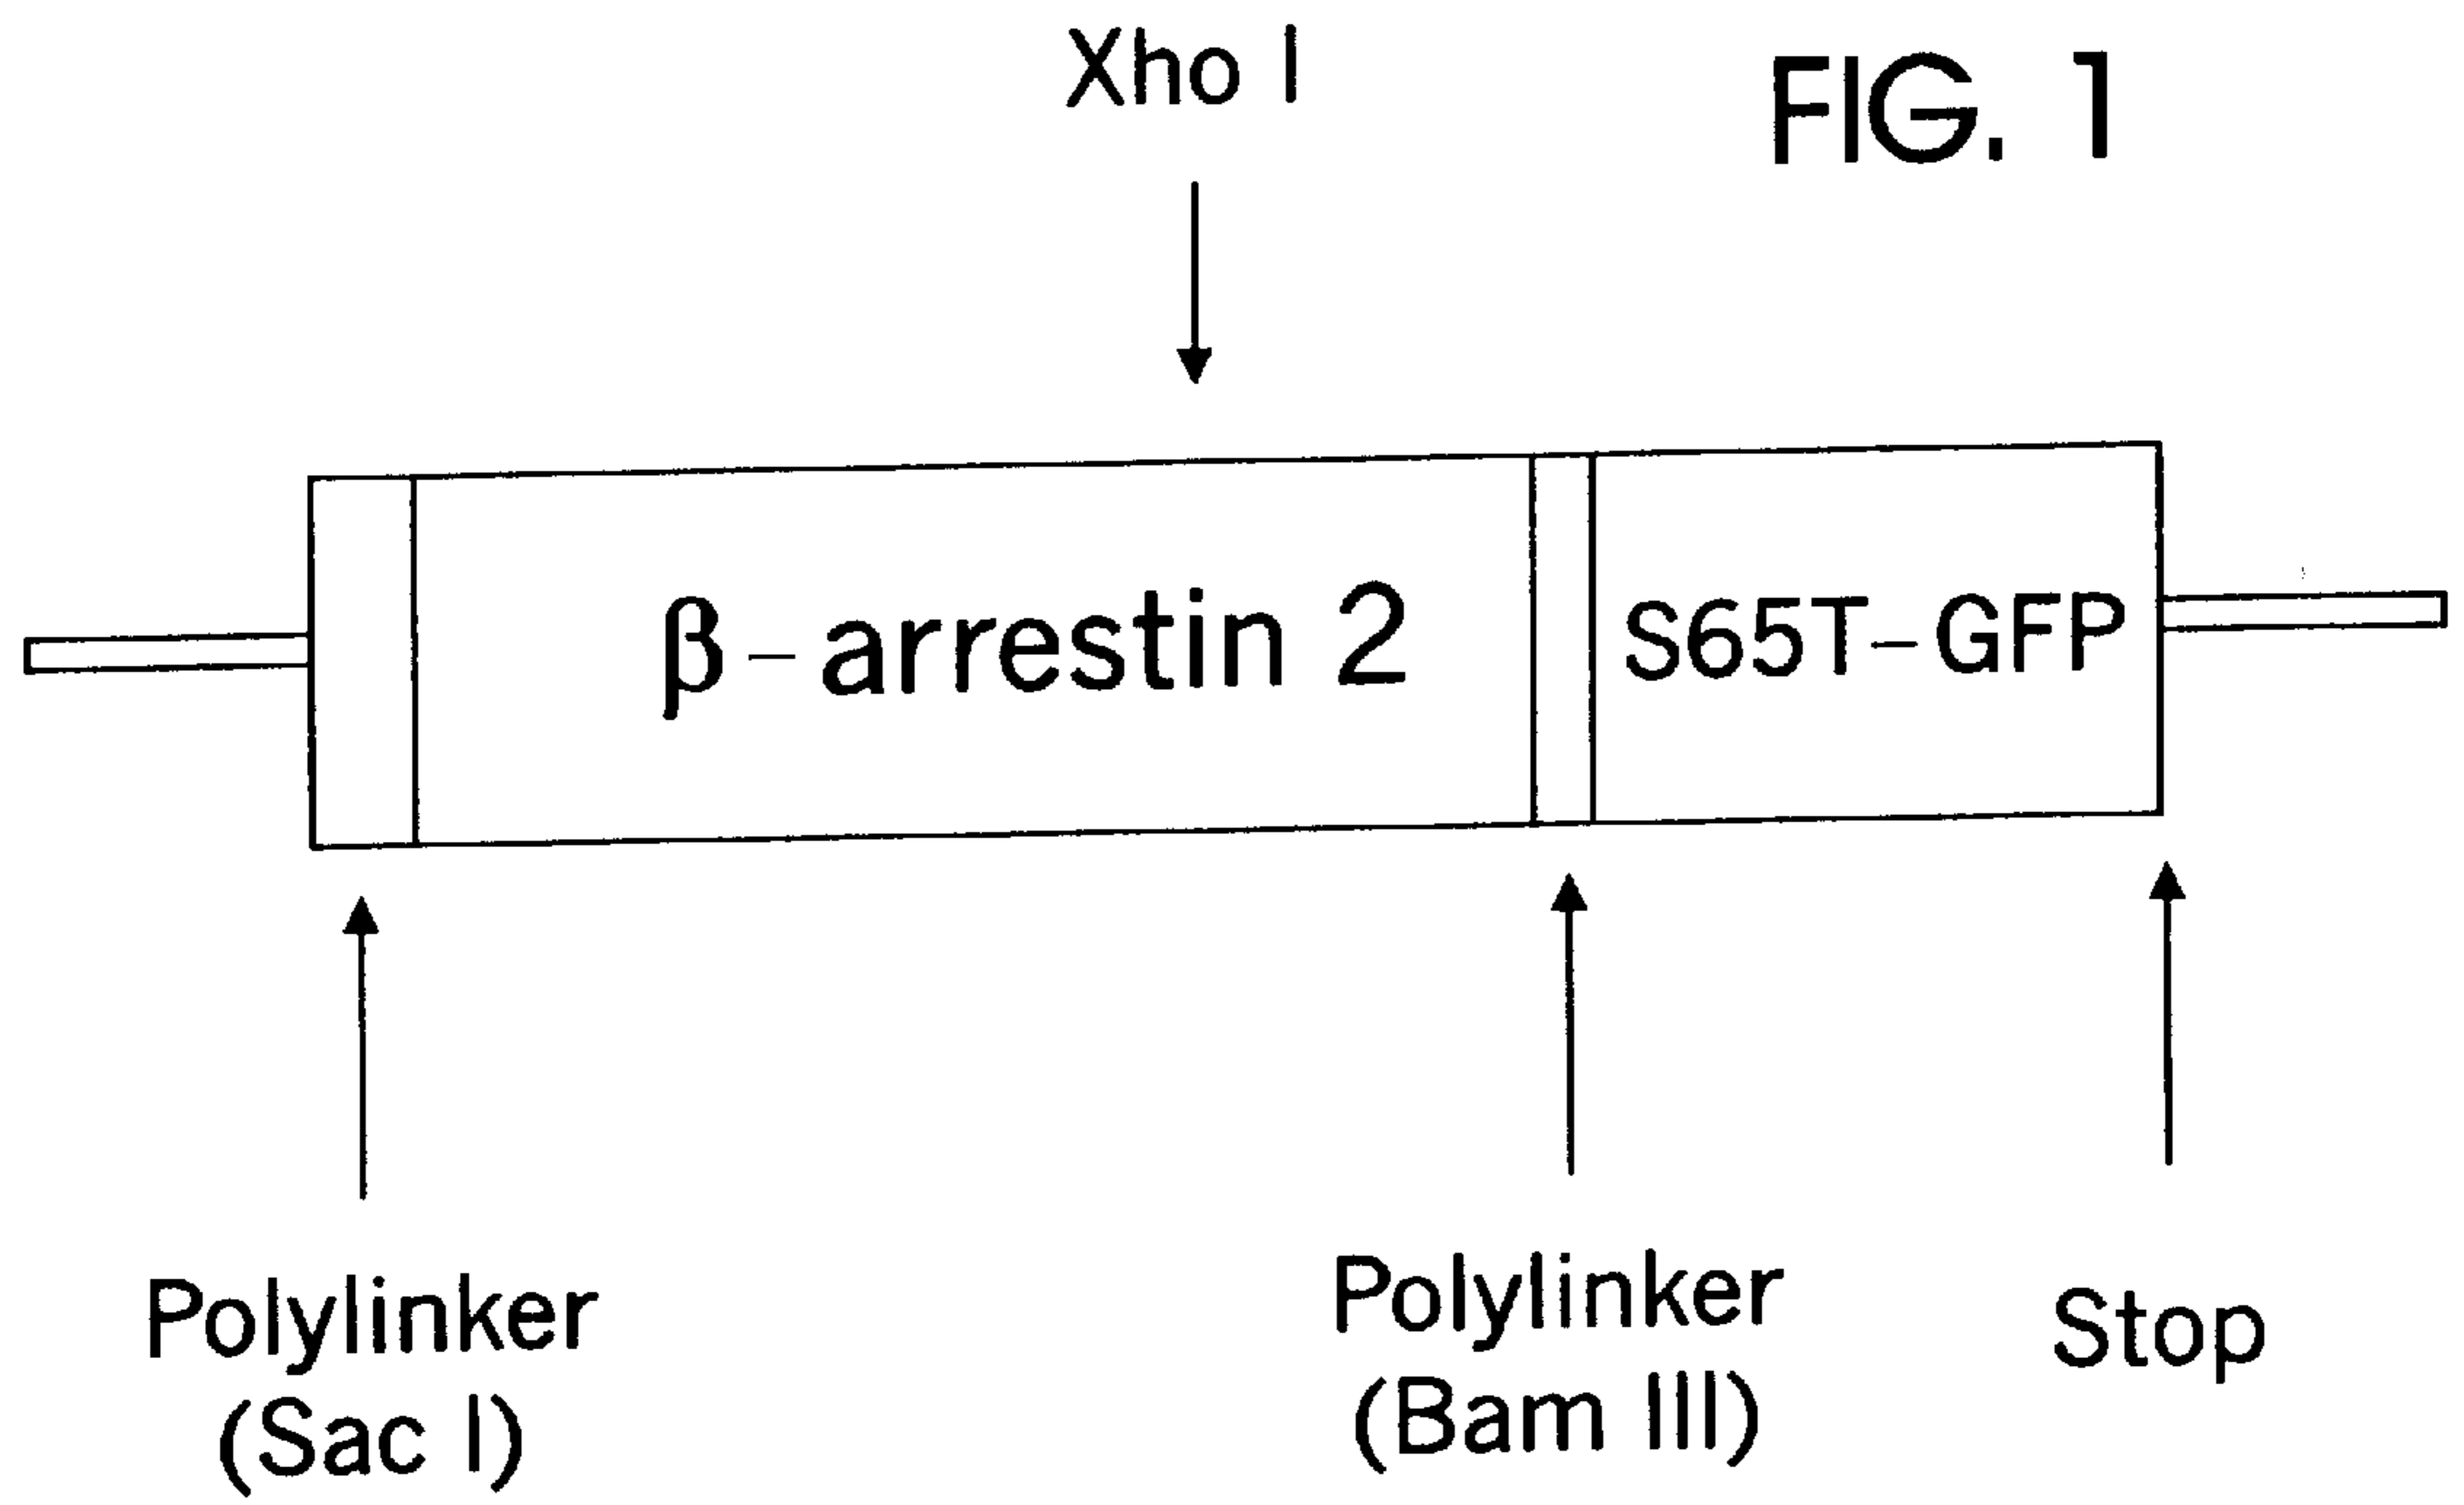 Xho I
FIG. 1
β-arrestin 2
S65T-GFP
Polylinker
(Sac I)
Polylinker
(Bam III)
Stop